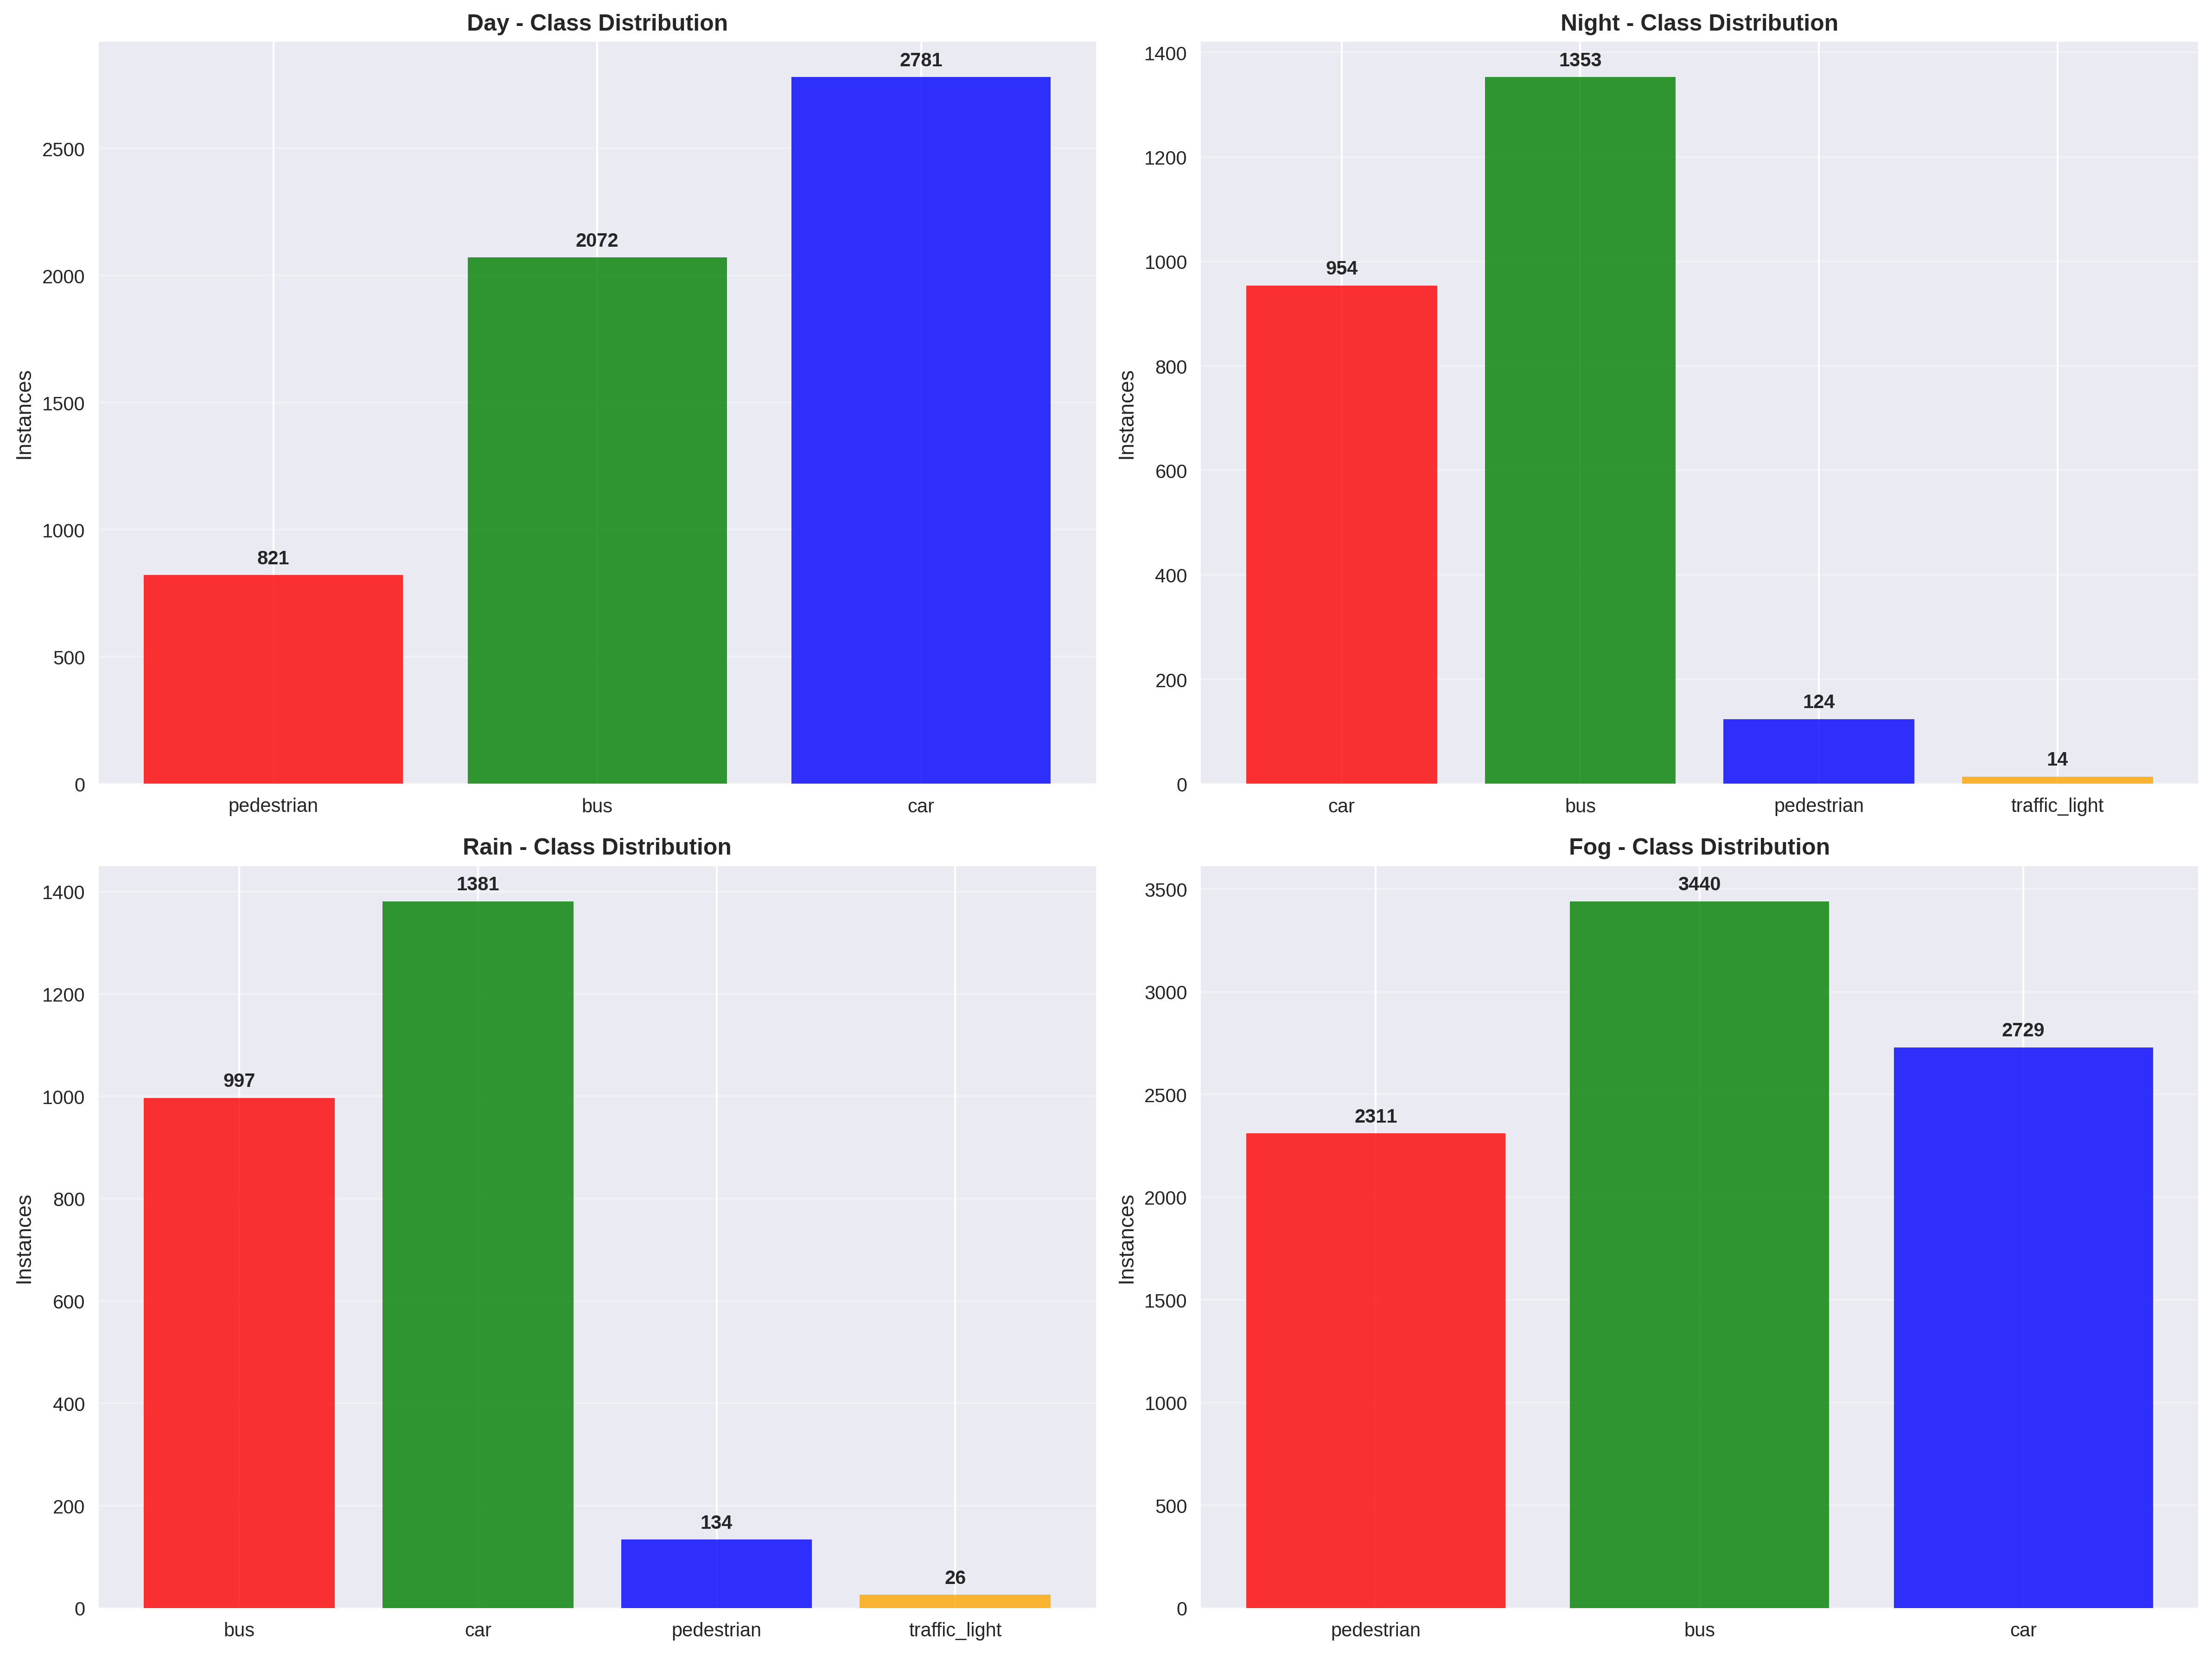 Day - Class Distribution
Instances
2500
2000
1500
1000
500
0
821
2072
2781
pedestrian
bus
car
Night - Class Distribution
Instances
1400
1200
1000
800
600
400
200
0
954
1353
124
14
car
bus
pedestrian
traffic_light
Rain - Class Distribution
Instances
1400
1200
1000
800
600
400
200
0
997
1381
134
26
bus
car
pedestrian
traffic_light
Fog - Class Distribution
Instances
3500
3000
2500
2000
1500
1000
500
0
2311
3440
2729
pedestrian
bus
car